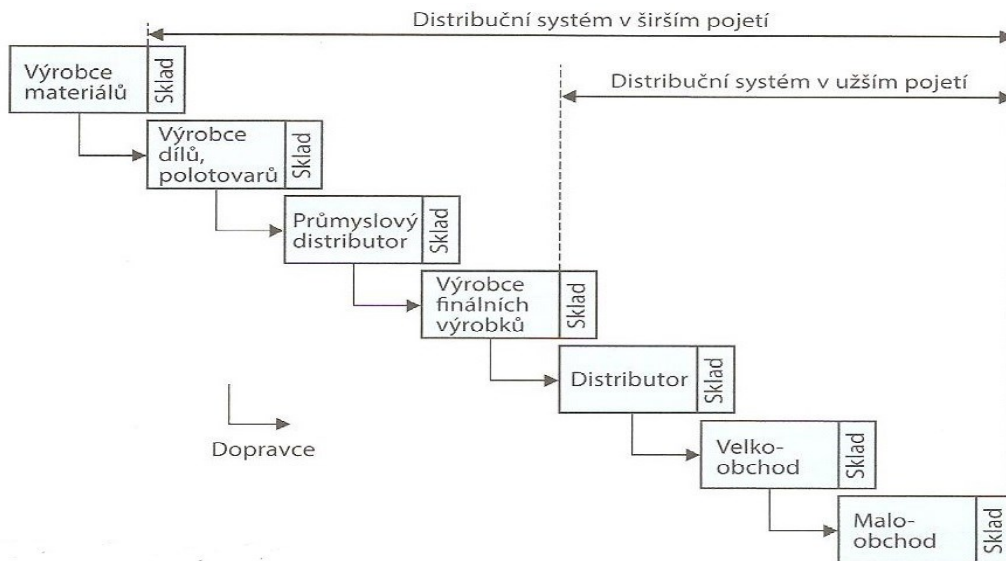 Distribuční systém v širším pojetí
Výrobce
materiálů
Sklad
Distribuční systém v užším pojetí
Výrobce
dílů,
polotovarů
Sklad
Průmyslový
distributor
Sklad
Výrobce
finálních
výrobků
Sklad
Distributor
Sklad
Dopravce
Velko-
obchod
Sklad
Malo-
obchod
Sklad